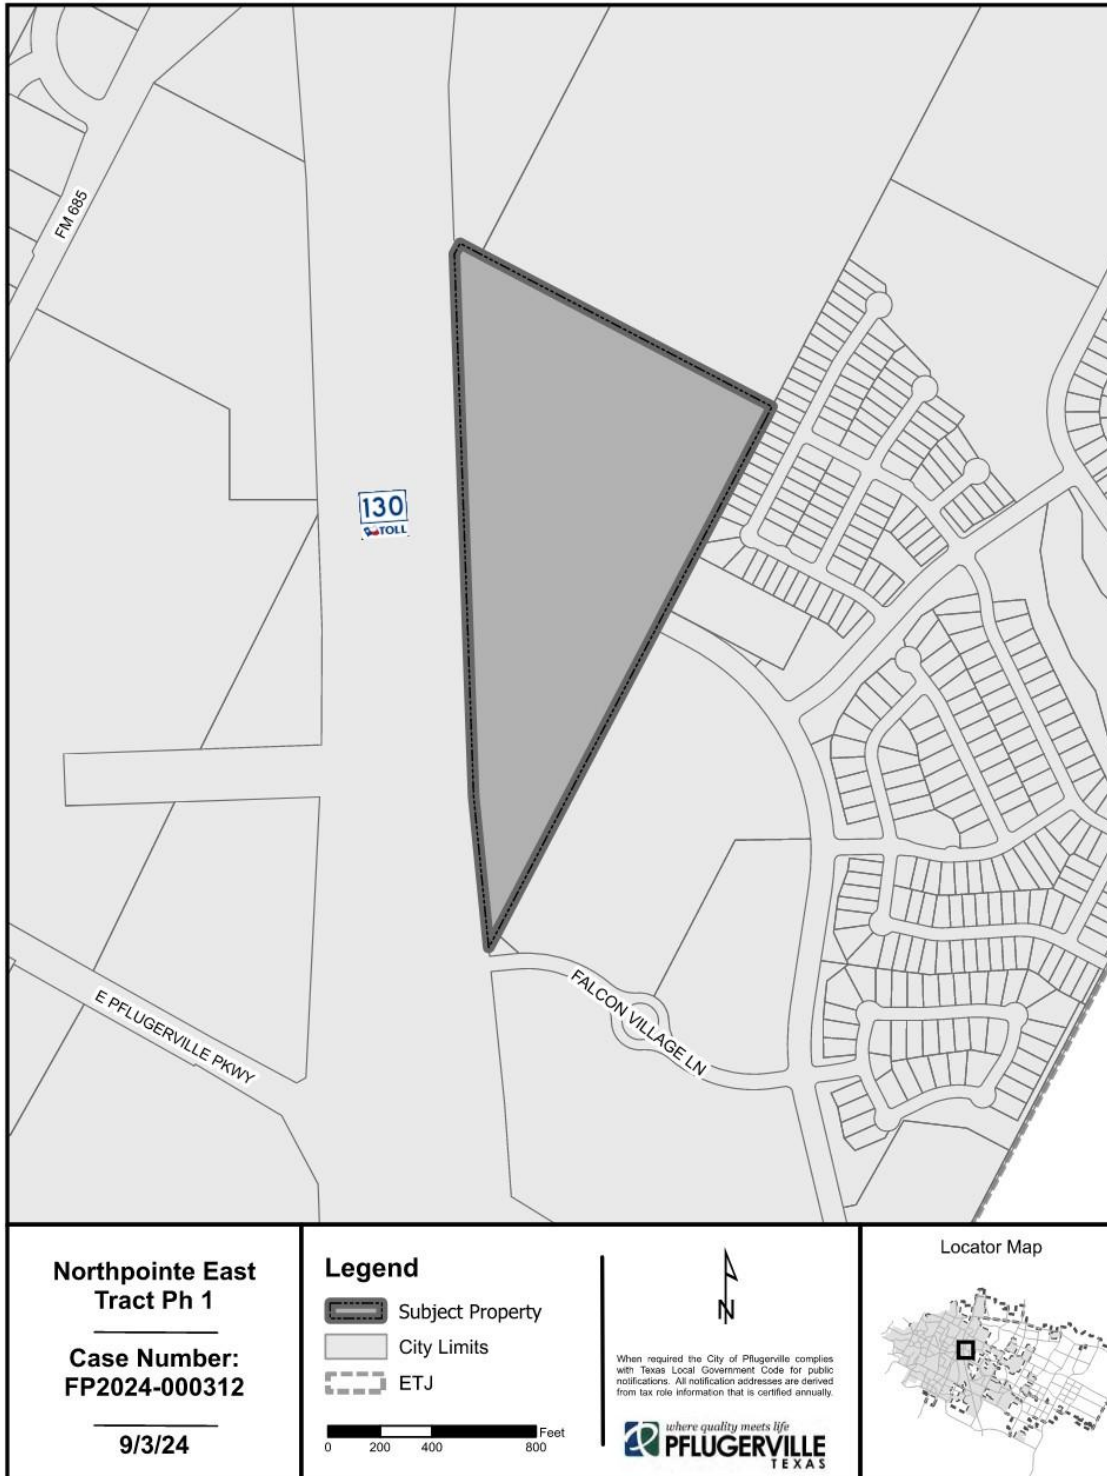 FM 685
130
TOLL
E PFLUGERVILLE PKWY
FALCON VILLAGE LN
Northpointe East
Tract Ph 1
Case Number:
FP2024-000312
9/3/24
Legend
Subject Property
City Limits
ETJ
Feet
0 200 400 800
N
When required the City of Pflugerville complies
with Texas Local Government Code for public
notifications. All notification addresses are derived
from tax role information that is certified annually.
where quality meets life
PFLUGERVILLE
TEXAS
Locator Map